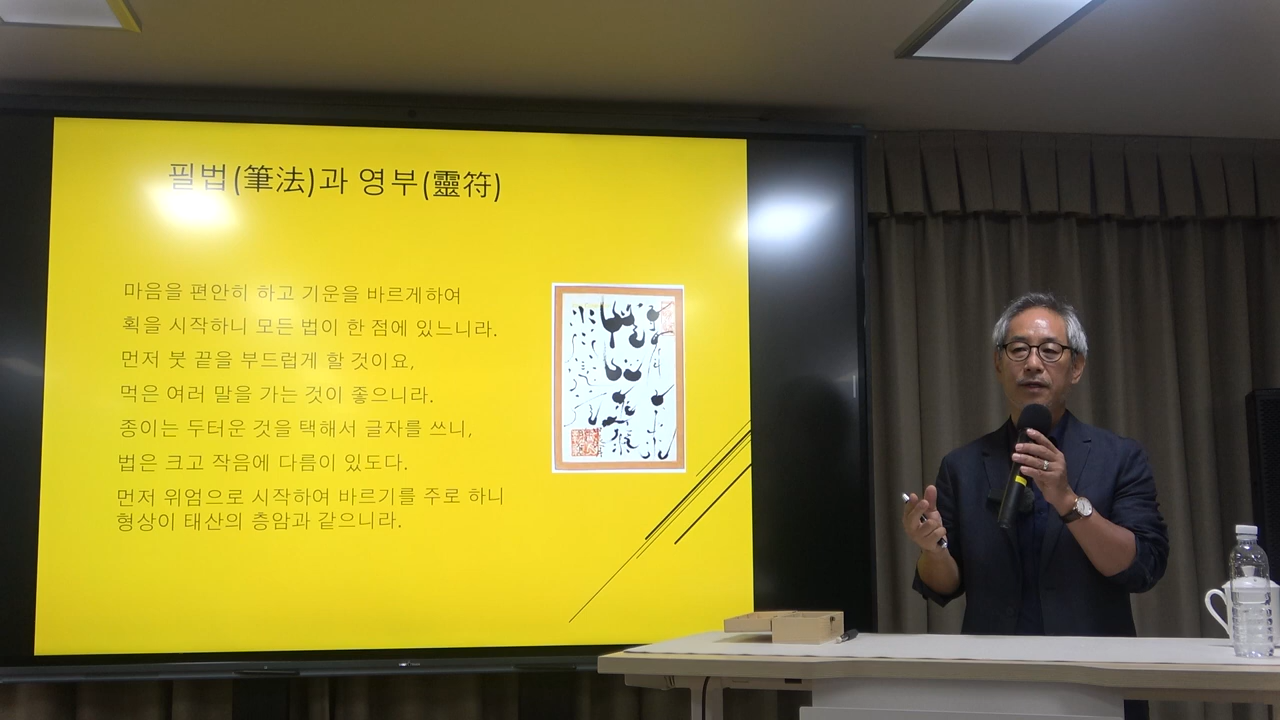 필법(筆法)과 영부(靈符)
마음을 편안히 하고 기운을 바르게하여
획을 시작하니 모든 법이 한 점에 있느니라.
먼저 붓 끝을 부드럽게 할 것이요,
먹은 여러 말을 가는 것이 좋으니라.
종이는 두터운 것을 택해서 글자를 쓰니,
법은 크고 작음에 다름이 있도다.
먼저 위엄으로 시작하여 바르기를 주로 하니
형상이 태산의 층암과 같으니라.